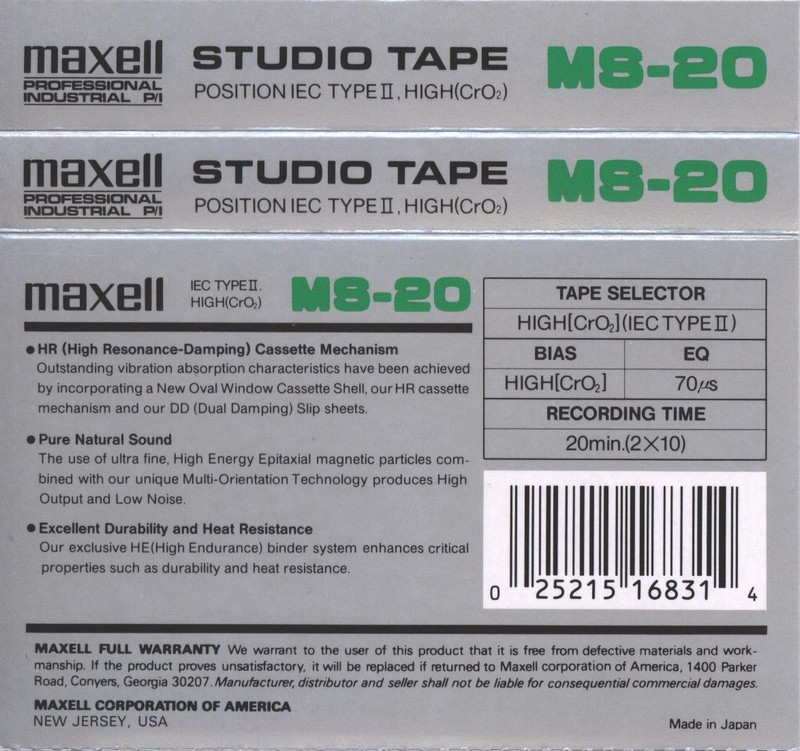 maxell STUDIO TAPE MS-20
PROFESSIONAL
INDUSTRIAL P/I
POSITION IEC TYPE II, HIGH(CrO₂)
maxell STUDIO TAPE MS-20
PROFESSIONAL
INDUSTRIAL P/I
POSITION IEC TYPE II, HIGH(CrO₂)
maxell
IEC TYPE II.
HIGH(CrO₂)
MS-20
● HR (High Resonance-Damping) Cassette Mechanism
Outstanding vibration absorption characteristics have been achieved
by incorporating a New Oval Window Cassette Shell, our HR cassette
mechanism and our DD (Dual Damping) Slip sheets.
● Pure Natural Sound
The use of ultra fine, High Energy Epitaxial magnetic particles com-
bined with our unique Multi-Orientation Technology produces High
Output and Low Noise.
● Excellent Durability and Heat Resistance
Our exclusive HE(High Endurance) binder system enhances critical
properties such as durability and heat resistance.
TAPE SELECTOR
HIGH[CrO₂](IEC TYPE II)
BIAS EQ
HIGH[CrO₂] 70μs
RECORDING TIME
20min.(2×10)
0 25215 16831 4
MAXELL FULL WARRANTY We warrant to the user of this product that it is free from defective materials and work-
manship. If the product proves unsatisfactory, it will be replaced if returned to Maxell corporation of America, 1400 Parker
Road, Conyers, Georgia 30207. Manufacturer, distributor and seller shall not be liable for consequential commercial damages.
MAXELL CORPORATION OF AMERICA
NEW JERSEY, USA
Made in Japan